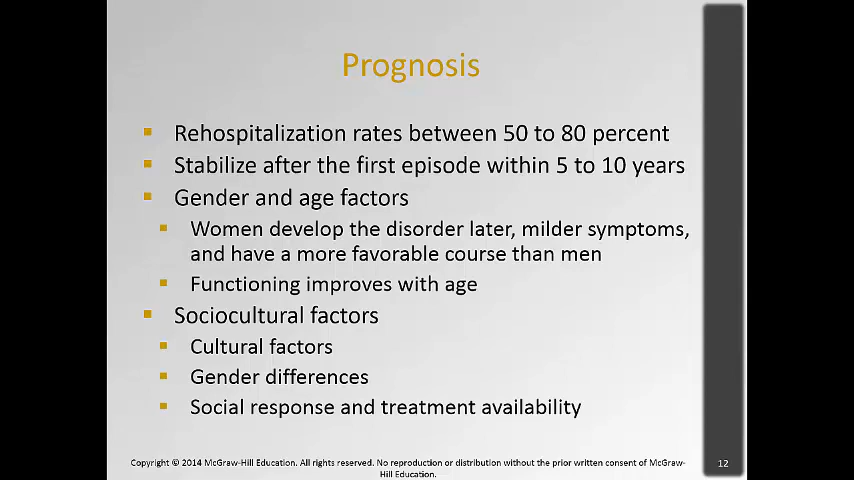 Prognosis
Rehospitalization rates between 50 to 80 percent
Stabilize after the first episode within 5 to 10 years
Gender and age factors
Women develop the disorder later, milder symptoms,
and have a more favorable course than men
Functioning improves with age
Sociocultural factors
Cultural factors
Gender differences
Social response and treatment availability
Copyright © 2014 McGraw-Hill Education. All rights reserved. No reproduction or distribution without the prior written consent of McGraw-
Hill Education.
12